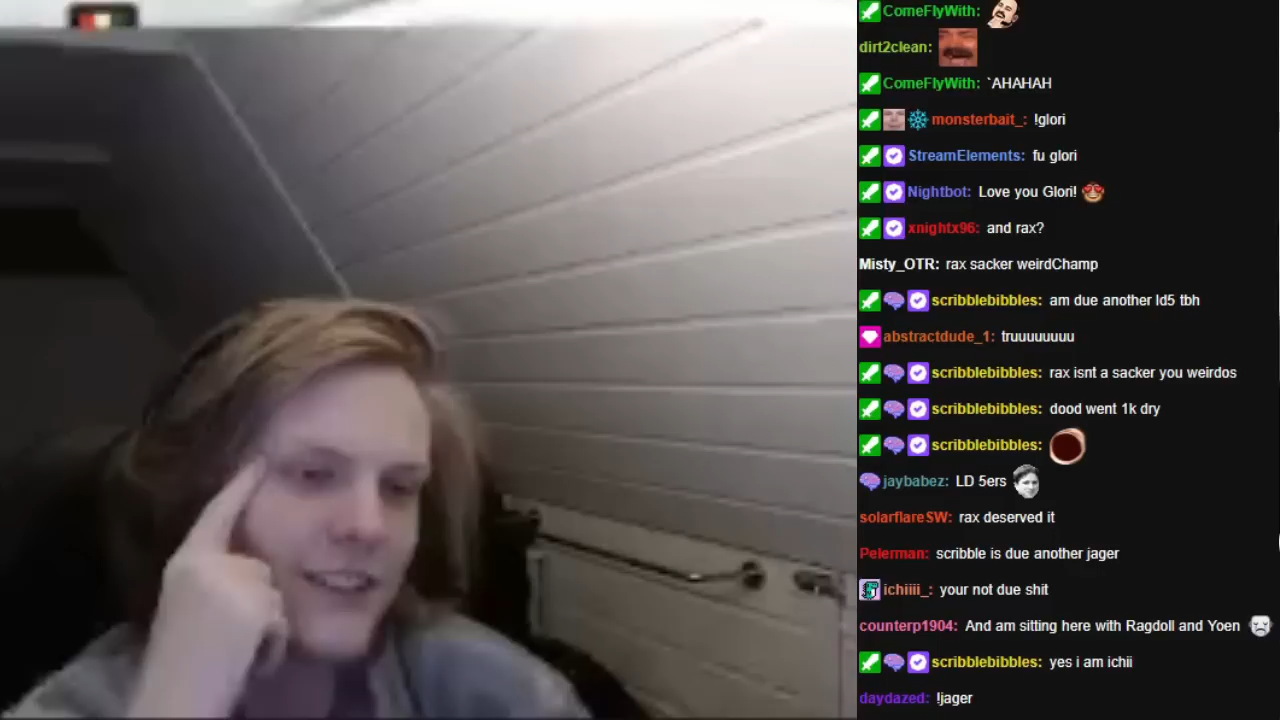 ComeFlyWith:
dirt2clean:
ComeFlyWith: `AHAHAH
monsterbait_: !glori
StreamElements: fu glori
Nightbot: Love you Glori!
xnightx96: and rax?
Misty_OTR: rax sacker weirdChamp
scribblebibbles: am due another ld5 tbh
abstractdude_1: truuuuuuuu
scribblebibbles: rax isnt a sacker you weirdos
scribblebibbles: dood went 1k dry
scribblebibbles:
jaybabez: LD 5ers
solarflareSW: rax deserved it
Pelerman: scribble is due another jager
ichiiii_: your not due shit
counterp1904: And am sitting here with Ragdoll and Yoen
scribblebibbles: yes i am ichii
daydazed: !jager